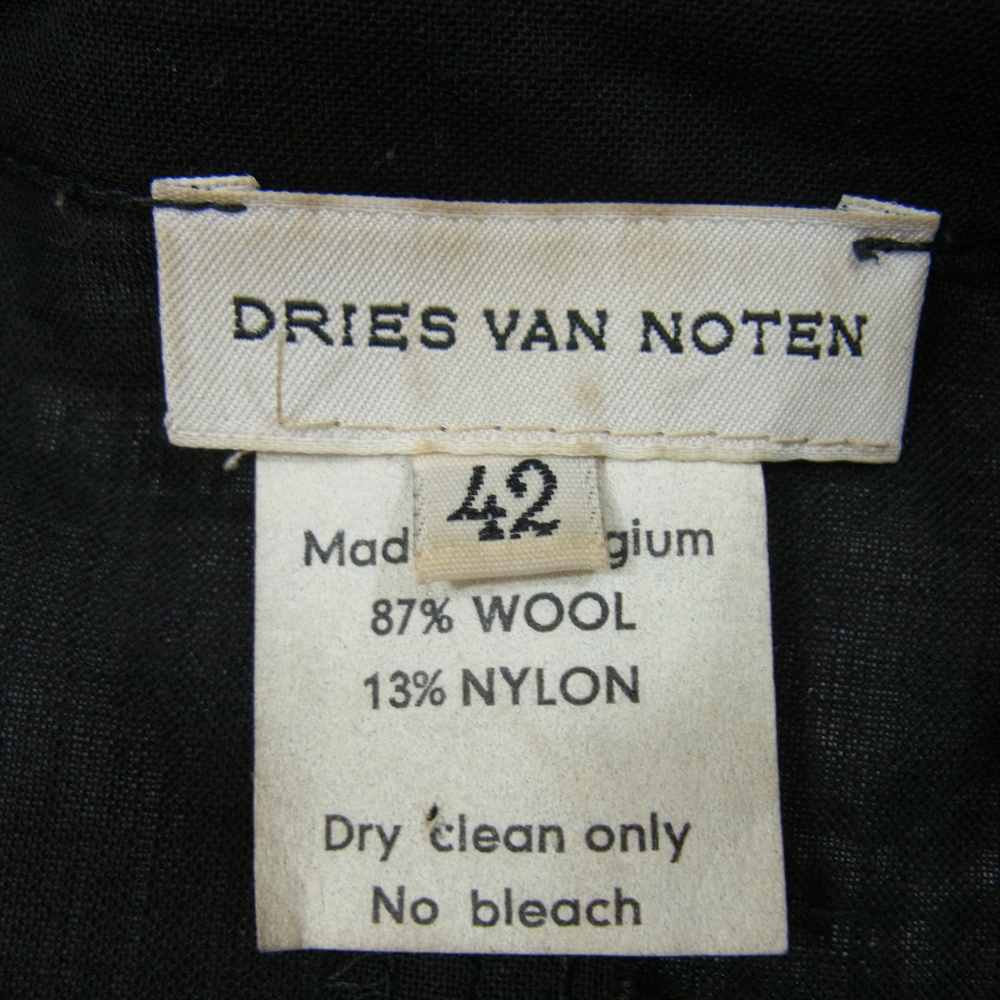 DRIES VAN NOTEN
42
Mad gium
87% WOOL
13% NYLON
Dry clean only
No bleach